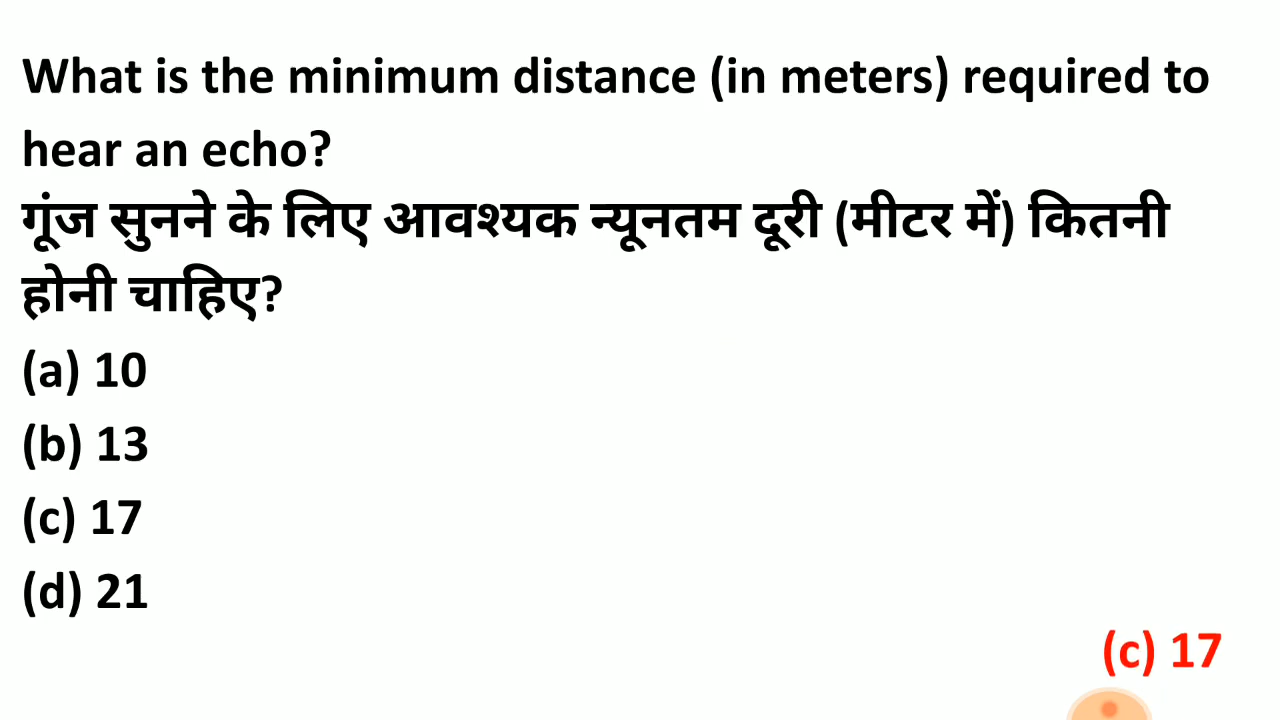 What is the minimum distance (in meters) required to
hear an echo?
गूंज सुनने के लिए आवश्यक न्यूनतम दूरी (मीटर में) कितनी
होनी चाहिए?
(a) 10
(b) 13
(c) 17
(d) 21
(c) 17